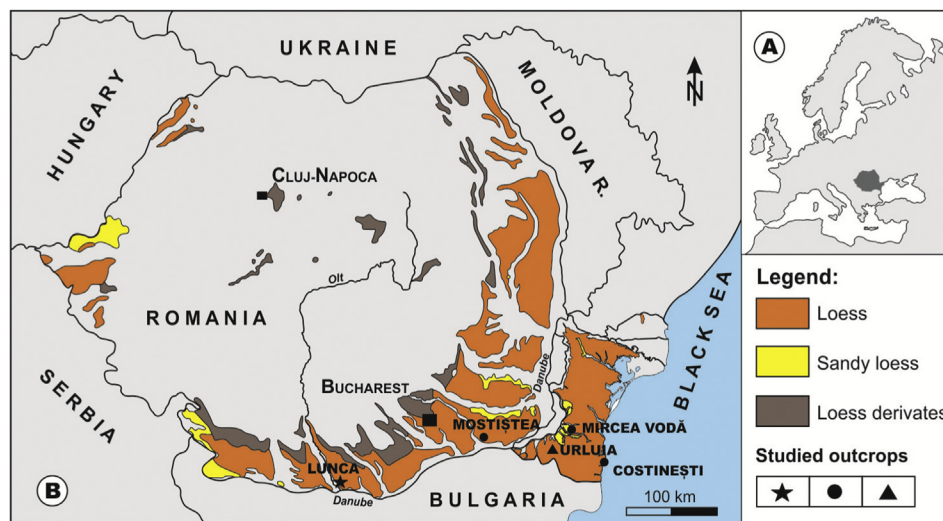 UKRAINE
A
HUNGARY
MOLDOVA R.
N
CLUJ-NAPOCA
Olt
ROMANIA
SERBIA
BUCHAREST
Danube
BLACK SEA
MOSTIȘTEA
MIRCEA VODĂ
URLUIA
LUNCA
COSTINEȘTI
Danube
BULGARIA
100 km
B
Legend:
Loess
Sandy loess
Loess derivates
Studied outcrops